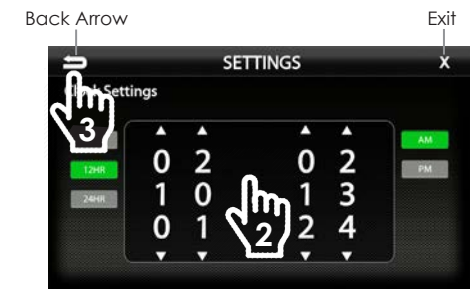 Back Arrow Exit
SETTINGS X
Clock Settings
3
AM
12HR 0 2 0 2 PM
24HR 1 0 1 3
2
0 1 2 4